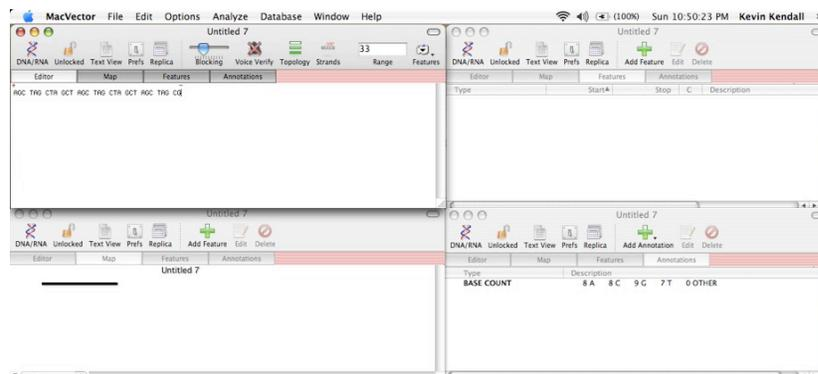 MacVector File Edit Options Analyze Database Window Help (100%) Sun 10:50:23 PM Kevin Kendall
Untitled 7
33
DNA/RNA Unlocked Text View Prefs Replica Blocking Voice Verify Topology Strands Range Features
Editor Map Features Annotations
AGC TAG CTA GCT AGC TAG CTA GCT AGC TAG CG
Untitled 7
DNA/RNA Unlocked Text View Prefs Replica Add Feature Edit Delete
Editor Map Features Annotations
Type Start Stop C Description
Untitled 7
DNA/RNA Unlocked Text View Prefs Replica Add Feature Edit Delete
Editor Map Features Annotations
Untitled 7
Untitled 7
DNA/RNA Unlocked Text View Prefs Replica Add Annotation Edit Delete
Editor Map Features Annotations
Type Description
BASE COUNT 8 A 8 C 9 G 7 T 0 OTHER